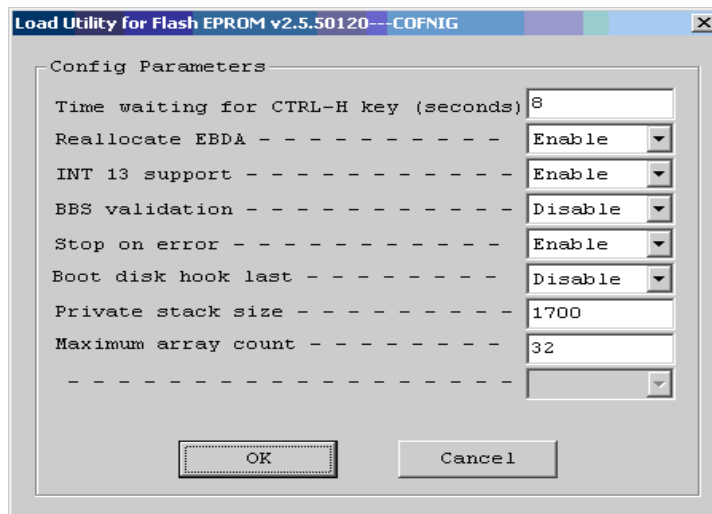 Load Utility for Flash EPROM v2.5.50120---COFNIG
Config Parameters
Time waiting for CTRL-H key (seconds) 8
Reallocate EBDA - - - - - - - - - - Enable
INT 13 support - - - - - - - - - - - Enable
BBS validation - - - - - - - - - - - Disable
Stop on error - - - - - - - - - - - Enable
Boot disk hook last - - - - - - - - Disable
Private stack size - - - - - - - - - 1700
Maximum array count - - - - - - - - 32
- - - - - - - - - - - - - - - - - -
OK Cancel